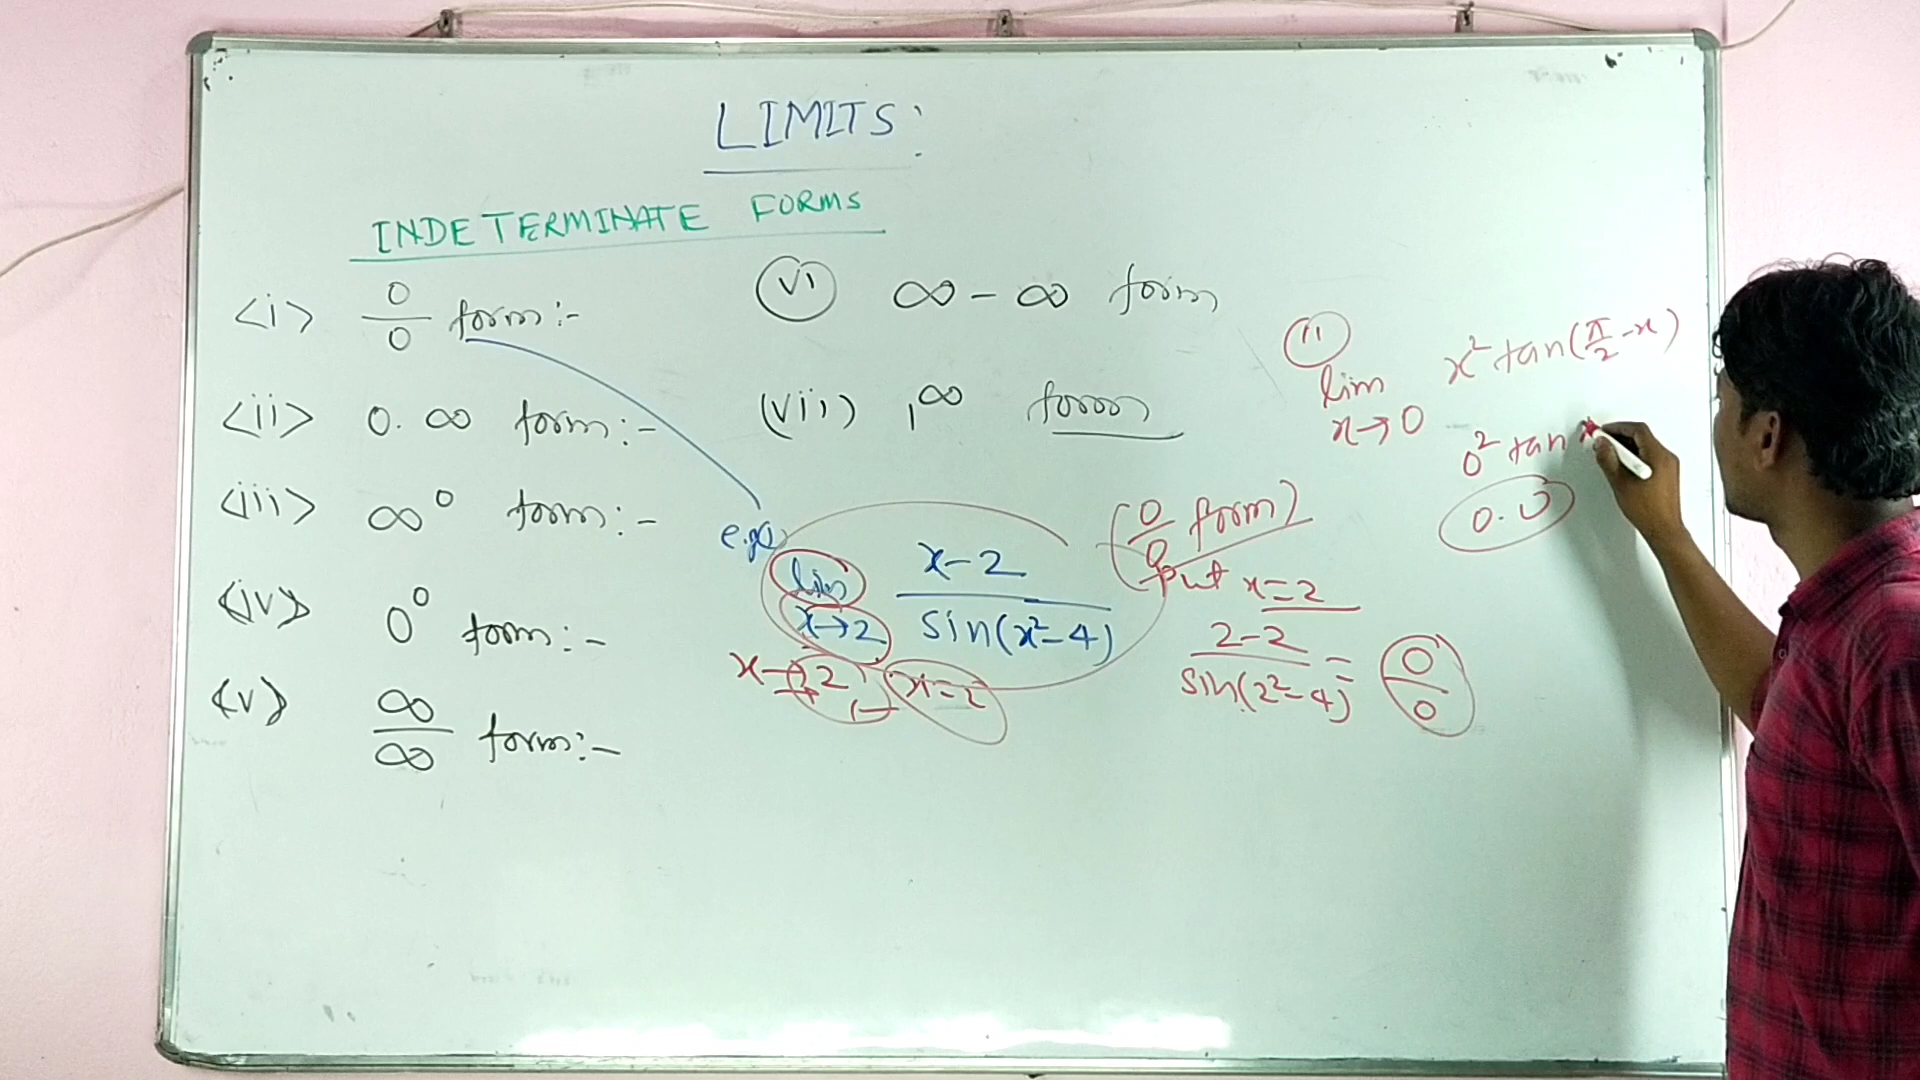 LIMITS:
INDETERMINATE FORMS
<i> 0/0 form:-
<ii> 0.∞ form:-
<iii> ∞⁰ form:-
<iv> 0⁰ form:-
<v> ∞/∞ form:-
(vi) ∞-∞ form
(vii) 1^∞ form
lim x→2 x-2/sin(x²-4)
(0/0 form)
x→2, x=2
put x=2
2-2/sin(2²-4) = 0/0
(ii)
lim x→0 x² tan(π/2-x)
0² tan